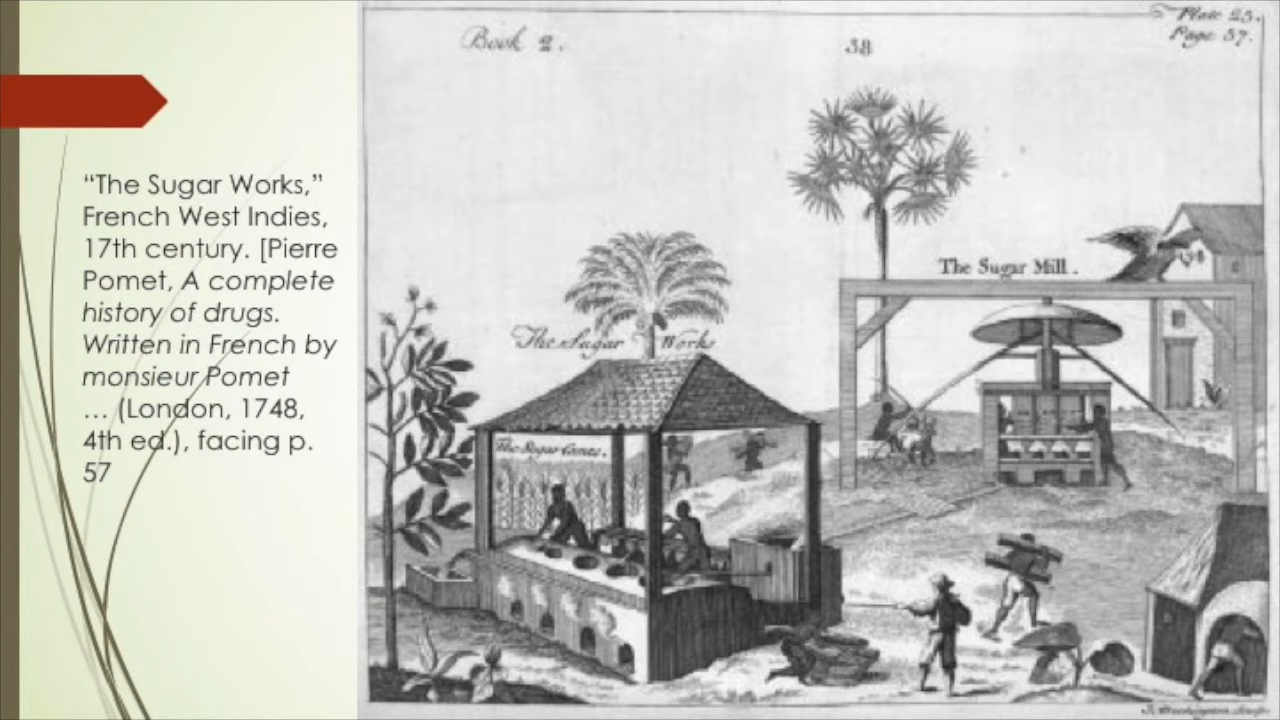 “The Sugar Works,”
French West Indies,
17th century. [Pierre
Pomet, A complete
history of drugs.
Written in French by
monsieur Pomet
… (London, 1748,
4th ed.), facing p.
57
Book 2.
38
Plate 25.
Page 57.
The Sugar Mill.
The Sugar Works
The Sugar Canes.